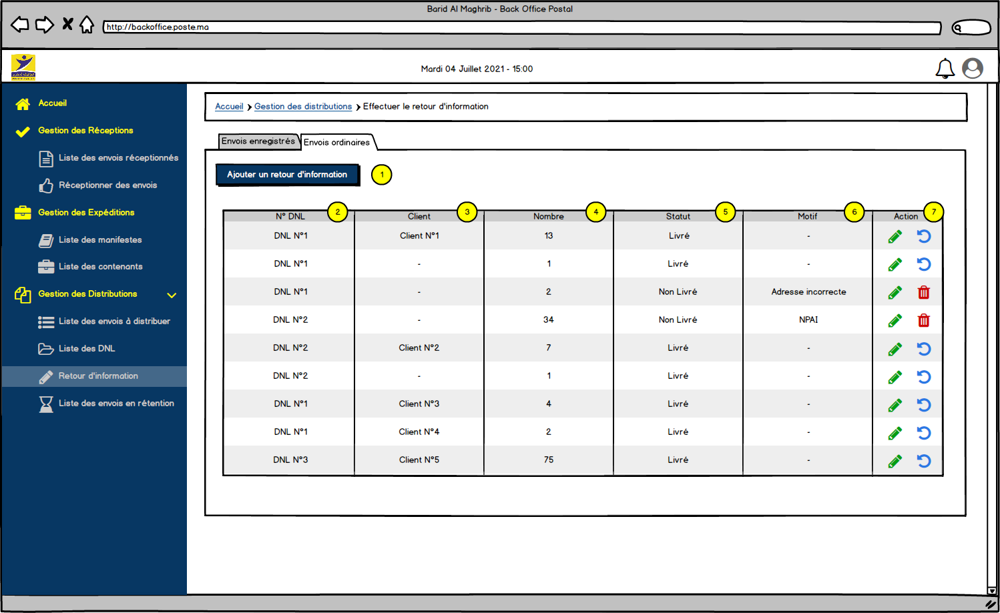 Barid Al Maghrib - Back Office Postal
http://backoffice.poste.ma
Mardi 04 Juillet 2021 - 15:00
Accueil
Gestion des Réceptions
Liste des envois réceptionnés
Réceptionner des envois
Gestion des Expéditions
Liste des manifestes
Liste des contenants
Gestion des Distributions
Liste des envois à distribuer
Liste des DNL
Retour d'information
Liste des envois en rétention
Accueil Gestion des distributions Effectuer le retour d'information
Envois enregistrés Envois ordinaires
Ajouter un retour d'information 1
N° DNL 2 Client 3 Nombre 4 Statut 5 Motif 6 Action 7
DNL N°1 Client N°1 13 Livré -
DNL N°1 - 1 Livré -
DNL N°1 - 2 Non Livré Adresse incorrecte
DNL N°2 - 34 Non Livré NPAI
DNL N°2 Client N°2 7 Livré -
DNL N°2 - 1 Livré -
DNL N°1 Client N°3 4 Livré -
DNL N°1 Client N°4 2 Livré -
DNL N°3 Client N°5 75 Livré -